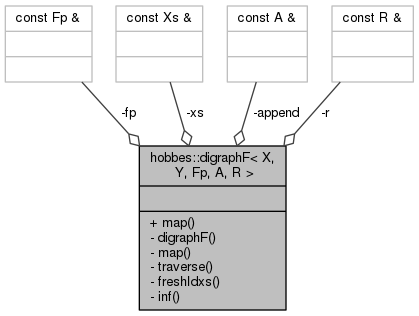 const Fp &
const Xs &
const A &
const R &
-fp
-xs
-append
-r
hobbes::digraphF< X,
Y, Fp, A, R >
+ map()
- digraphF()
- map()
- traverse()
- freshIdxs()
- inf()